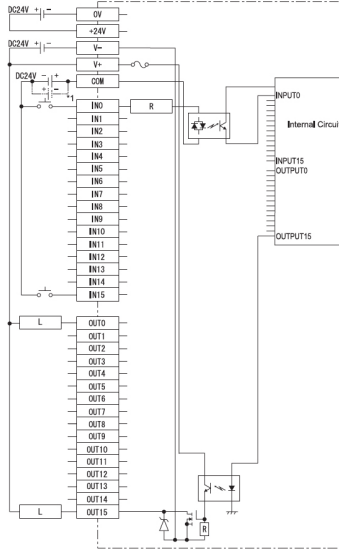 DC24V + -
0V
+24V
DC24V + -
V-
V+
DC24V - +
COM
+ -
*1
IN0
R
IN1
IN2
IN3
IN4
IN5
IN6
IN7
IN8
IN9
IN10
IN11
IN12
IN13
IN14
IN15
INPUT0
Internal Circui
INPUT15
OUTPUT0
OUTPUT15
L
OUT0
OUT1
OUT2
OUT3
OUT4
OUT5
OUT6
OUT7
OUT8
OUT9
OUT10
OUT11
OUT12
OUT13
OUT14
L
OUT15
R